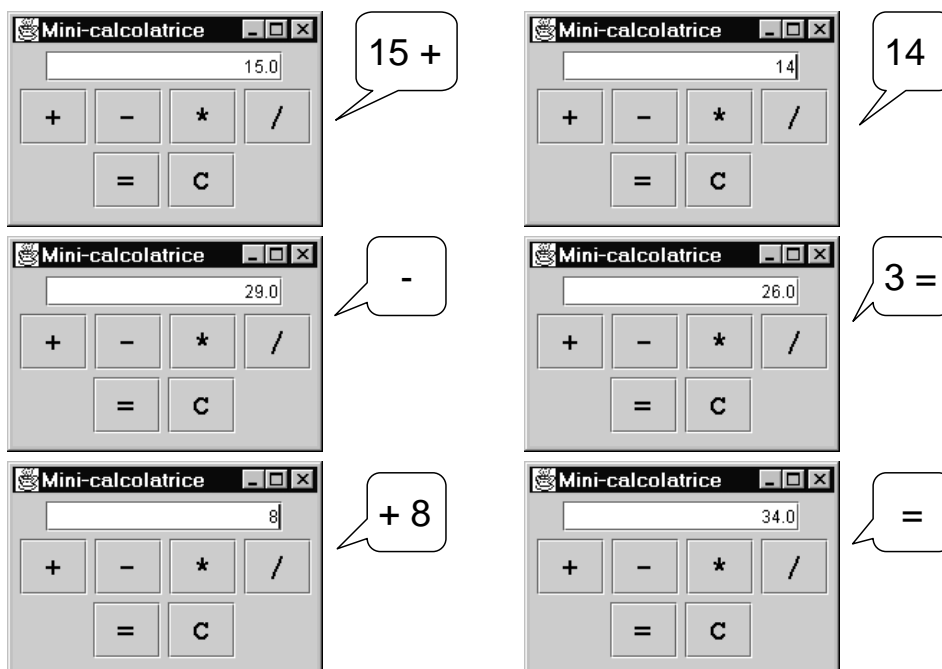 Mini-calcolatrice
15.0
+ - * /
= C
15 +
Mini-calcolatrice
14
+ - * /
= C
14
Mini-calcolatrice
29.0
+ - * /
= C
-
Mini-calcolatrice
26.0
+ - * /
= C
3 =
Mini-calcolatrice
8
+ - * /
= C
+ 8
Mini-calcolatrice
34.0
+ - * /
= C
=